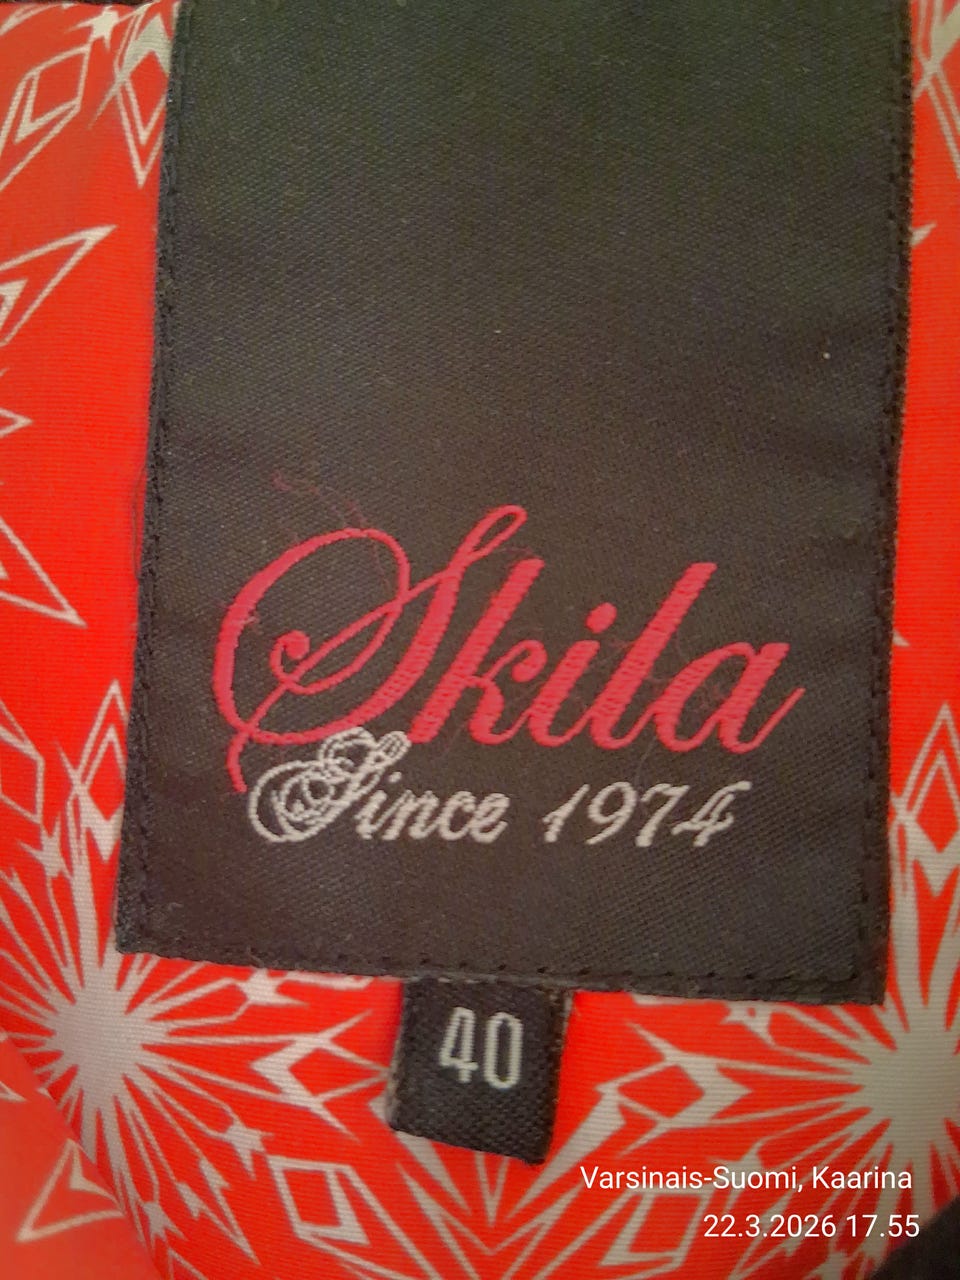 Skila
Since 1974
40
Varsinais-Suomi, Kaarina
22.3.2026 17.55